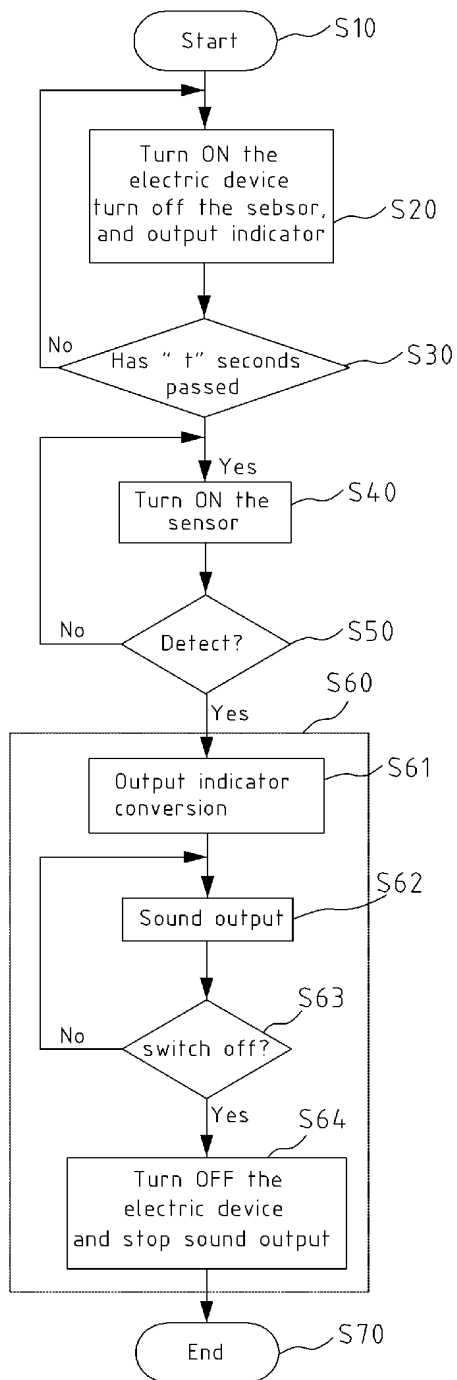 Start
S10
Turn ON the
electric device
turn off the sebsor,
and output indicator
S20
No
Has " t" seconds
passed
S30
Yes
Turn ON the
sensor
S40
No
Detect?
S50
Yes
S60
Output indicator
conversion
S61
Sound output
S62
No
switch off?
S63
Yes
S64
Turn OFF the
electric device
and stop sound output
End
S70